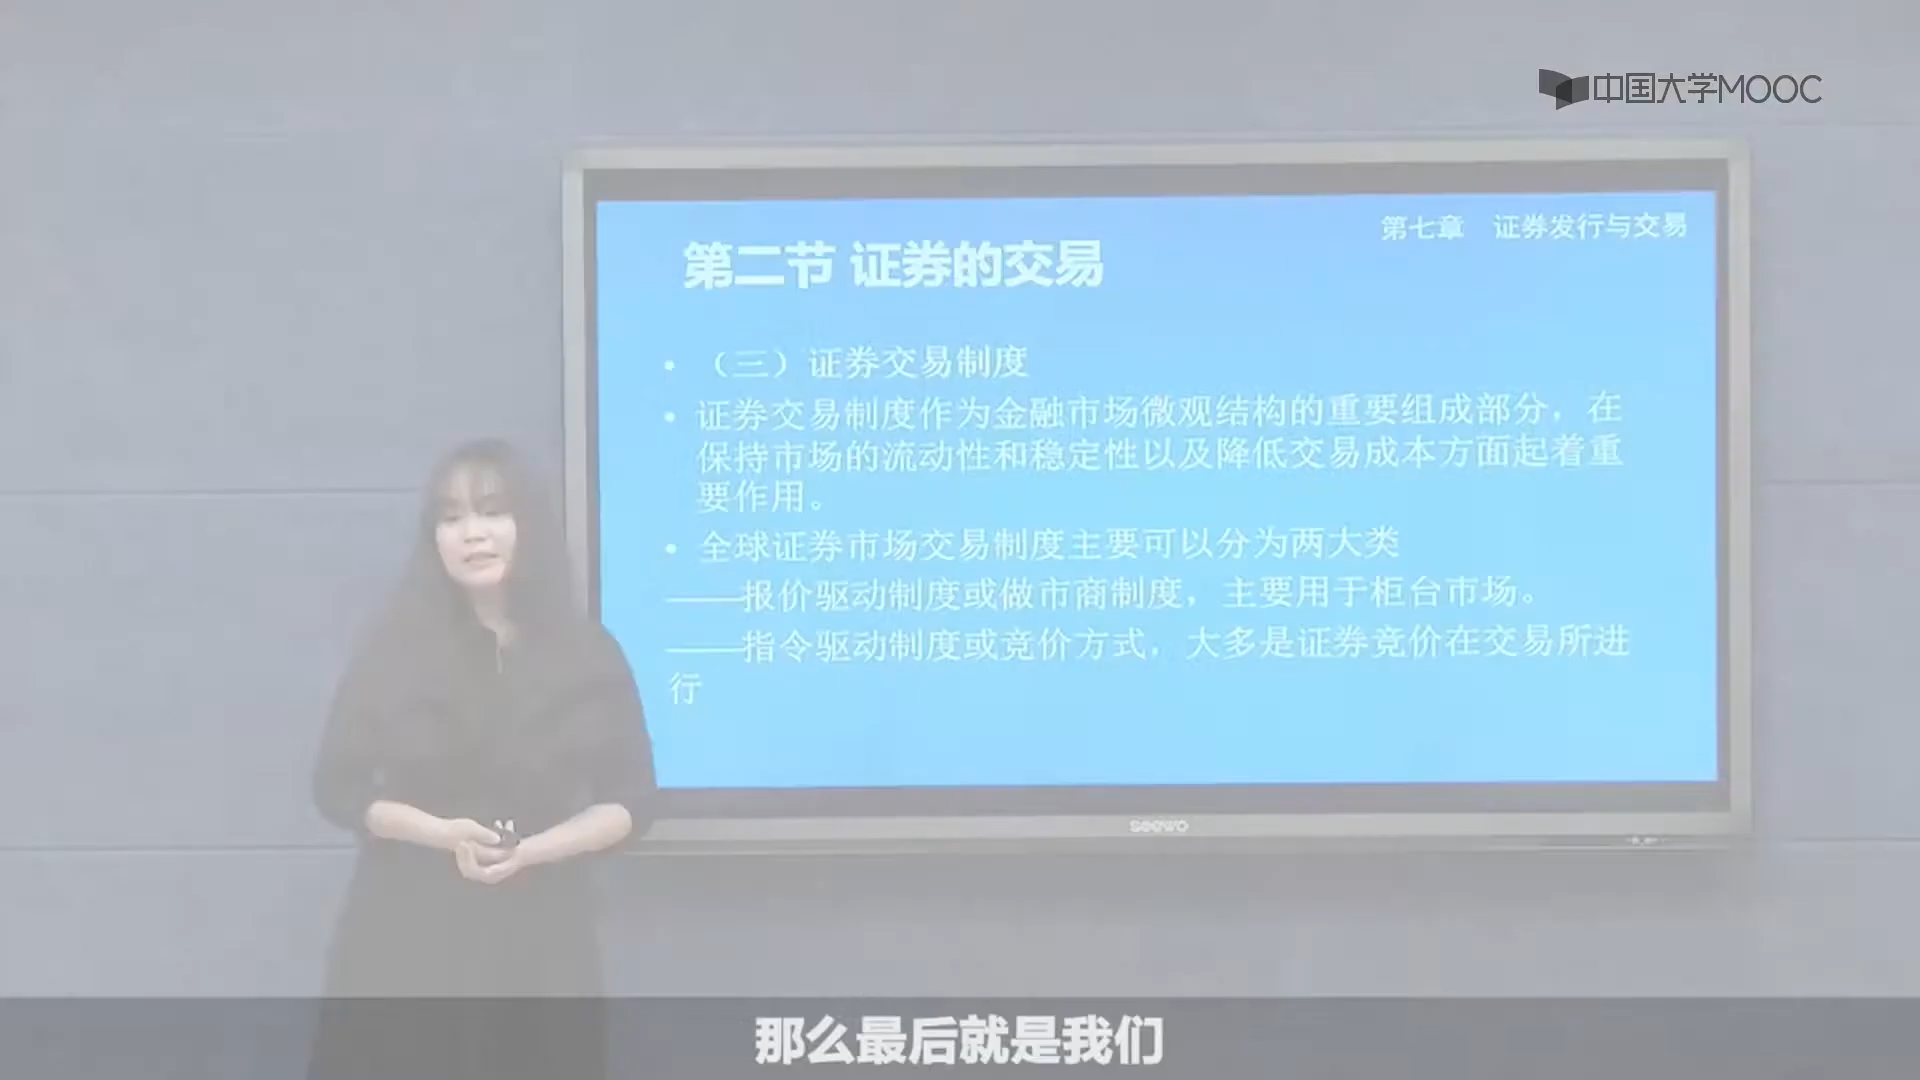 中国大学MOOC
第七章 证券发行与交易
第二节 证券的交易
• （三）证券交易制度
• 证券交易制度作为金融市场微观结构的重要组成部分，在
保持市场的流动性和稳定性以及降低交易成本方面起着重
要作用。
• 全球证券市场交易制度主要可以分为两大类
——报价驱动制度或做市商制度，主要用于柜台市场。
——指令驱动制度或竞价方式，大多是证券竞价在交易所进
行
seewo
那么最后就是我们